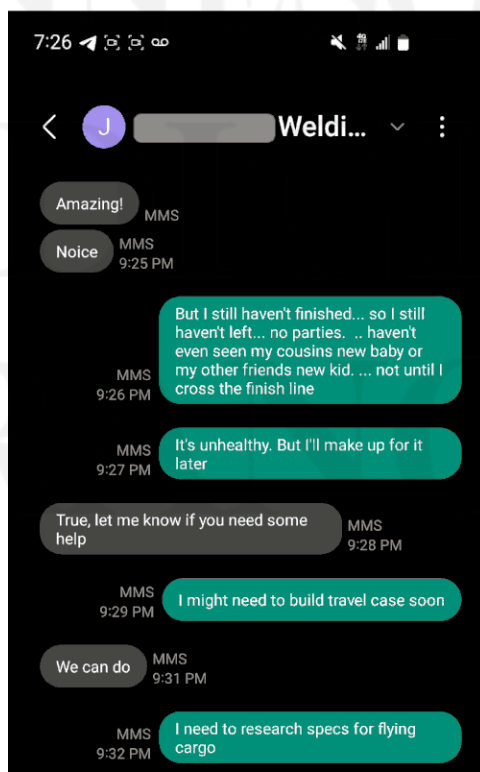 7:26
J Weldi...
Amazing!
MMS
Noice
MMS
9:25 PM
But I still haven't finished... so I still
haven't left... no parties. .. haven't
even seen my cousins new baby or
my other friends new kid. ... not until I
cross the finish line
MMS
9:26 PM
It's unhealthy. But I'll make up for it
later
MMS
9:27 PM
True, let me know if you need some
help
MMS
9:28 PM
MMS
9:29 PM
I might need to build travel case soon
We can do
MMS
9:31 PM
I need to research specs for flying
cargo
MMS
9:32 PM